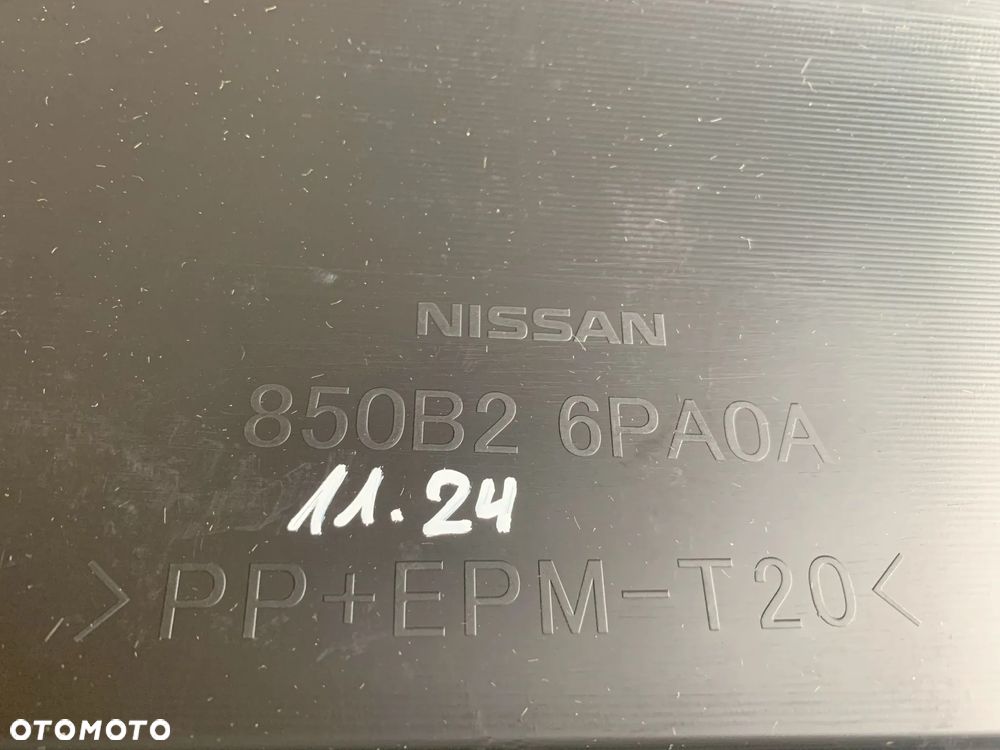 NISSAN
850B2 6PA0A
11.24
>PP+EPM-T20<
OTOMOTO